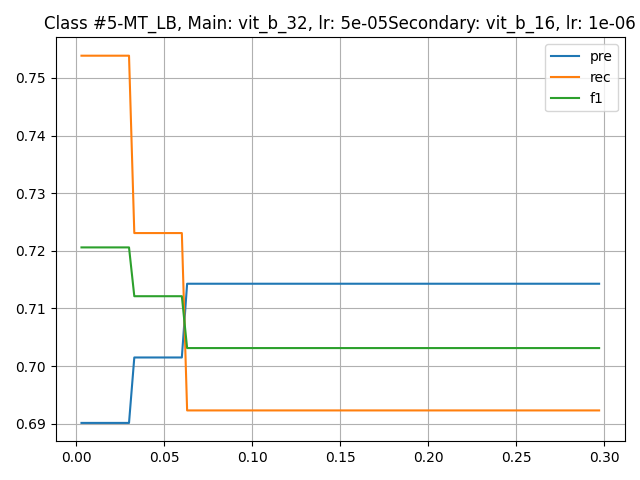 Class #5-MT_LB, Main: vit_b_32, lr: 5e-05Secondary: vit_b_16, lr: 1e-06
pre
rec
f1
0.75
0.74
0.73
0.72
0.71
0.70
0.69
0.00 0.05 0.10 0.15 0.20 0.25 0.30